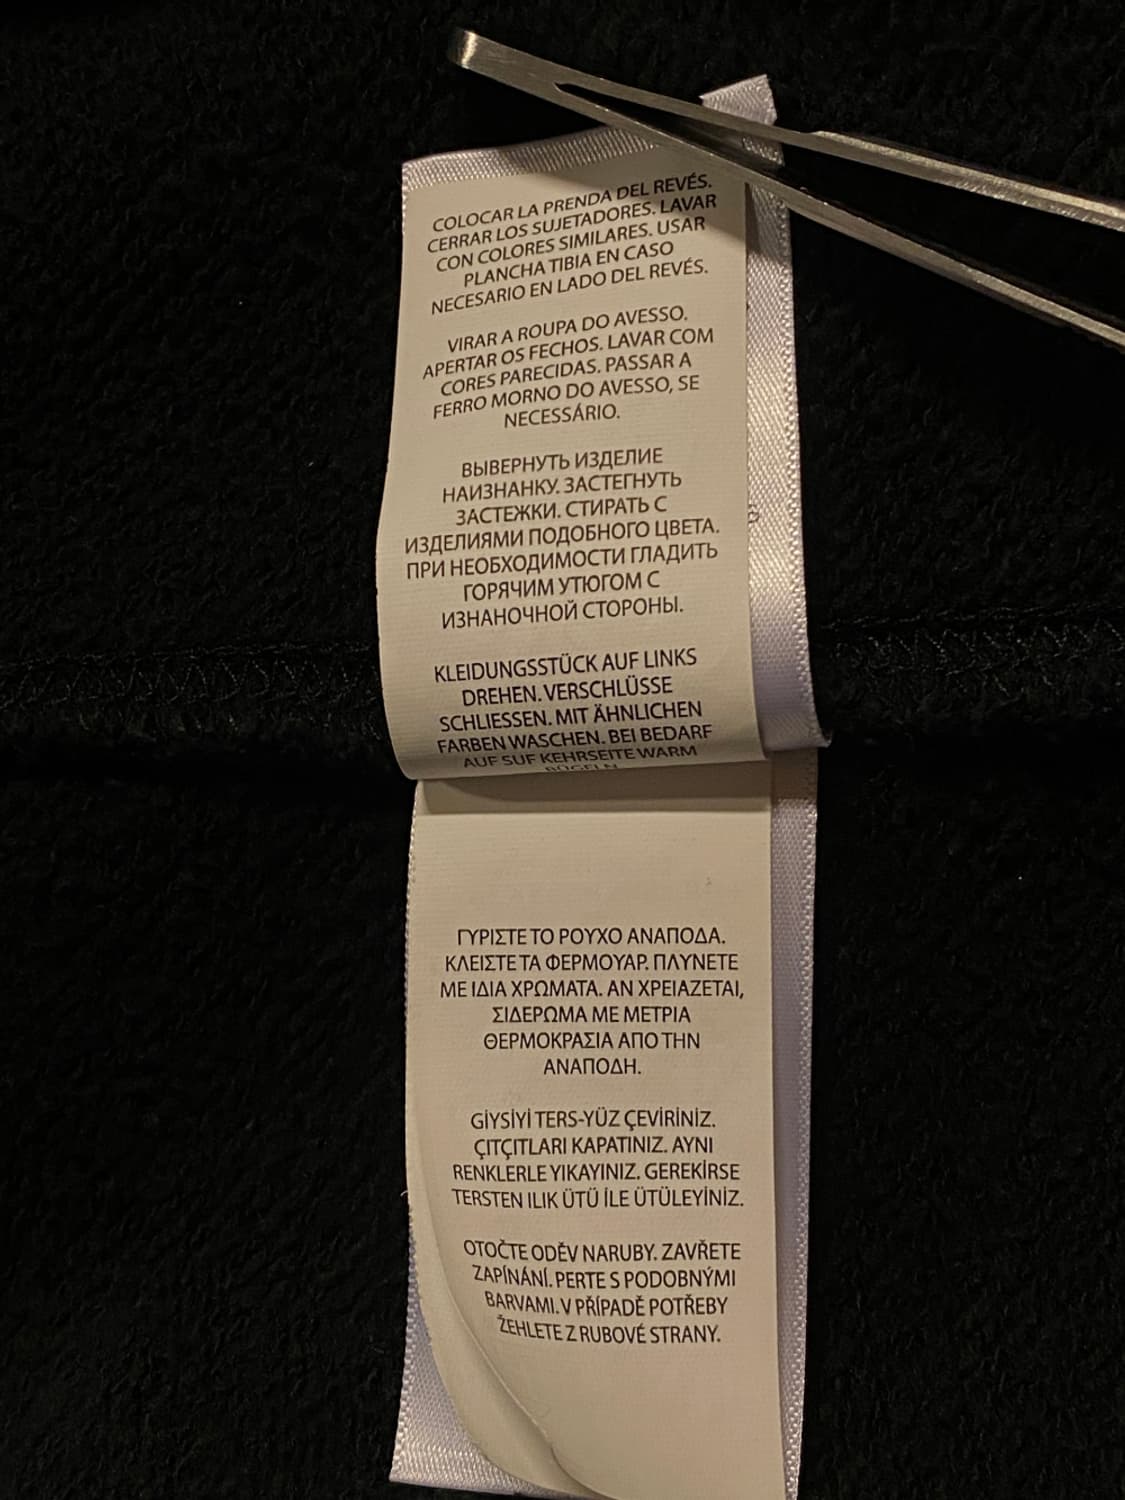 COLOCAR LA PRENDA DEL REVÉS.
CERRAR LOS SUJETADORES. LAVAR
CON COLORES SIMILARES. USAR
PLANCHA TIBIA EN CASO
NECESARIO EN LADO DEL REVÉS.
VIRAR A ROUPA DO AVESSO.
APERTAR OS FECHOS. LAVAR COM
CORES PARECIDAS. PASSAR A
FERRO MORNO DO AVESSO, SE
NECESSÁRIO.
ВЫВЕРНУТЬ ИЗДЕЛИЕ
НАИЗНАНКУ. ЗАСТЕГНУТЬ
ЗАСТЕЖКИ. СТИРАТЬ С
ИЗДЕЛИЯМИ ПОДОБНОГО ЦВЕТА.
ПРИ НЕОБХОДИМОСТИ ГЛАДИТЬ
ГОРЯЧИМ УТЮГОМ С
ИЗНАНОЧНОЙ СТОРОНЫ.
KLEIDUNGSSTÜCK AUF LINKS
DREHEN. VERSCHLÜSSE
SCHLIESSEN. MIT ÄHNLICHEN
FARBEN WASCHEN. BEI BEDARF
AUF SUF KEHRSEITE WARM
BÜGELN
ΓΥΡΙΣΤΕ ΤΟ ΡΟΥΧΟ ΑΝΑΠΟΔΑ.
ΚΛΕΙΣΤΕ ΤΑ ΦΕΡΜΟΥΑΡ. ΠΛΥΝΕΤΕ
ΜΕ ΙΔΙΑ ΧΡΩΜΑΤΑ. ΑΝ ΧΡΕΙΑΖΕΤΑΙ,
ΣΙΔΕΡΩΜΑ ΜΕ ΜΕΤΡΙΑ
ΘΕΡΜΟΚΡΑΣΙΑ ΑΠΟ ΤΗΝ
ΑΝΑΠΟΔΗ.
GİYSİYİ TERS-YÜZ ÇEVİRİNİZ.
ÇITÇITLARI KAPATINIZ. AYNI
RENKLERLE YIKAYINIZ. GEREKİRSE
TERSTEN ILIK ÜTÜ İLE ÜTÜLEYİNİZ.
OTOČTE ODĚV NARUBY. ZAVŘETE
ZAPÍNÁNÍ. PERTE S PODOBNÝMI
BARVAMI. V PŘÍPADĚ POTŘEBY
ŽEHLETE Z RUBOVÉ STRANY.